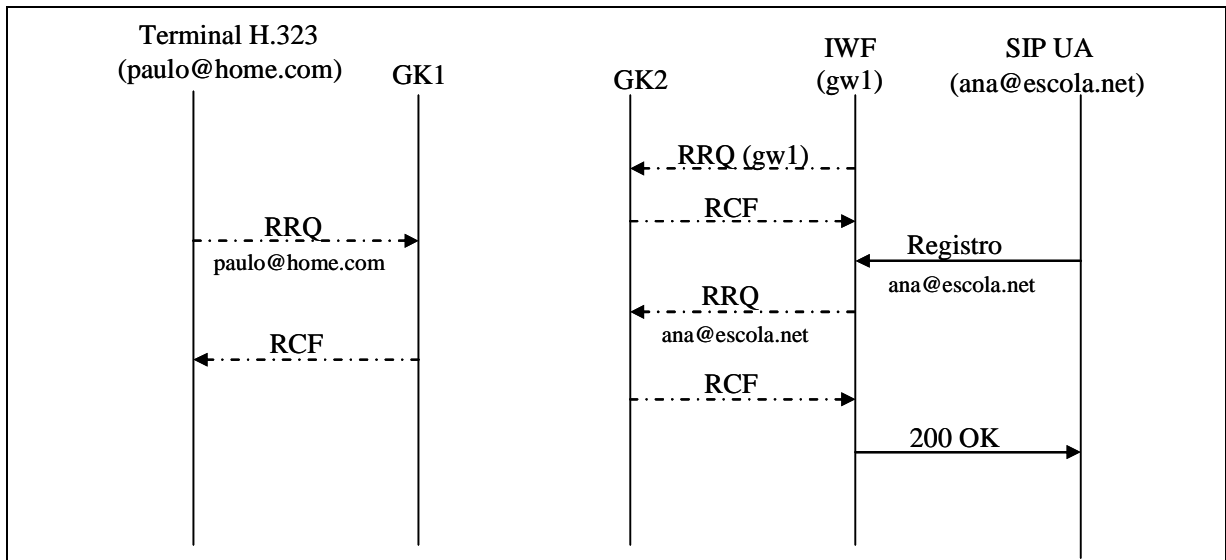 Terminal H.323
(paulo@home.com)
GK1
GK2
IWF
(gw1)
SIP UA
(ana@escola.net)
RRQ (gw1)
RCF
RRQ
paulo@home.com
Registro
ana@escola.net
RRQ
ana@escola.net
RCF
RCF
200 OK